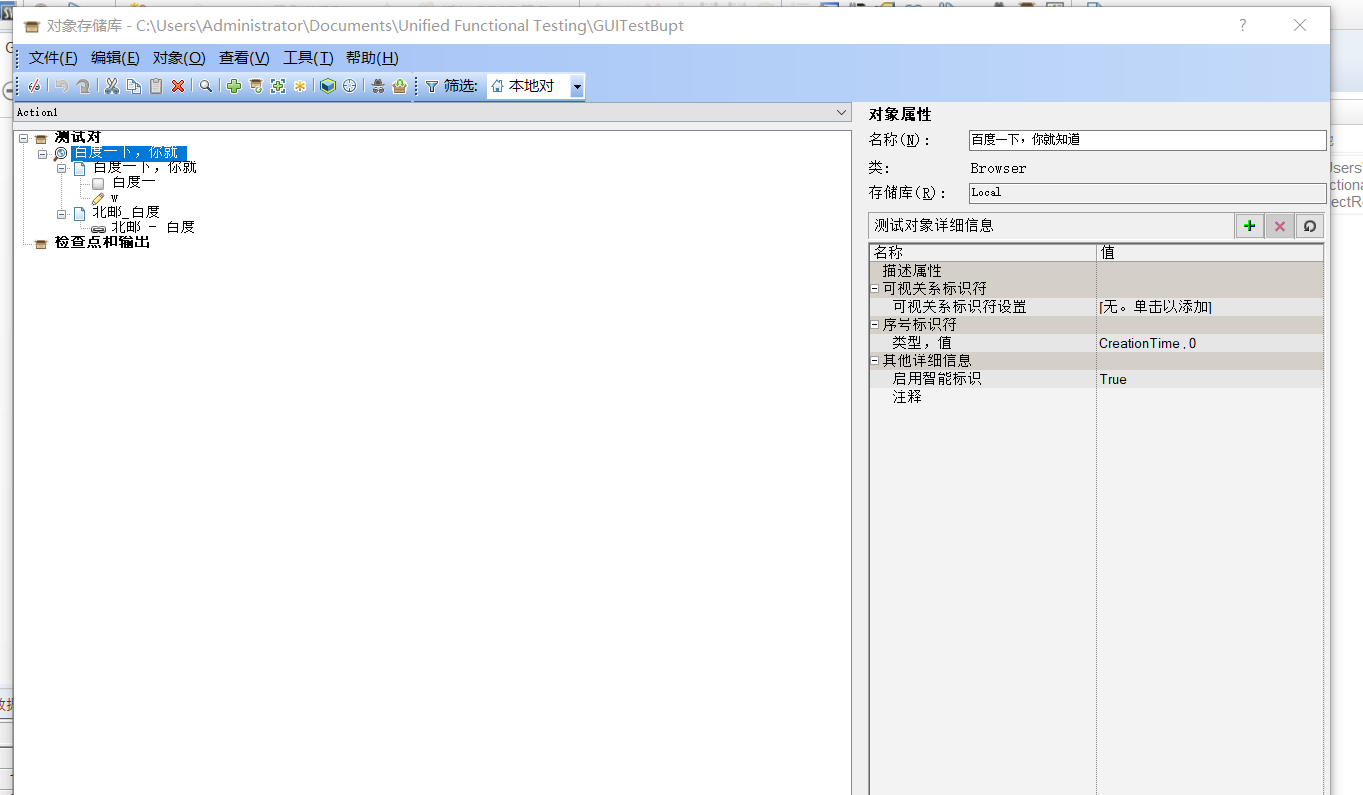 对象存储库 - C:\Users\Administrator\Documents\Unified Functional Testing\GUITestBupt
文件(F) 编辑(E) 对象(O) 查看(V) 工具(T) 帮助(H)
筛选: 本地对
Action1
测试对
百度一下，你就
百度一下，你就
百度一
w
北邮_百度
北邮 - 百度
检查点和输出
对象属性
名称(N): 百度一下，你就知道
类: Browser
存储库(R): Local
测试对象详细信息
名称 值
描述属性
可视关系标识符
可视关系标识符设置 [无。单击以添加]
序号标识符
类型，值 CreationTime , 0
其他详细信息
启用智能标识 True
注释